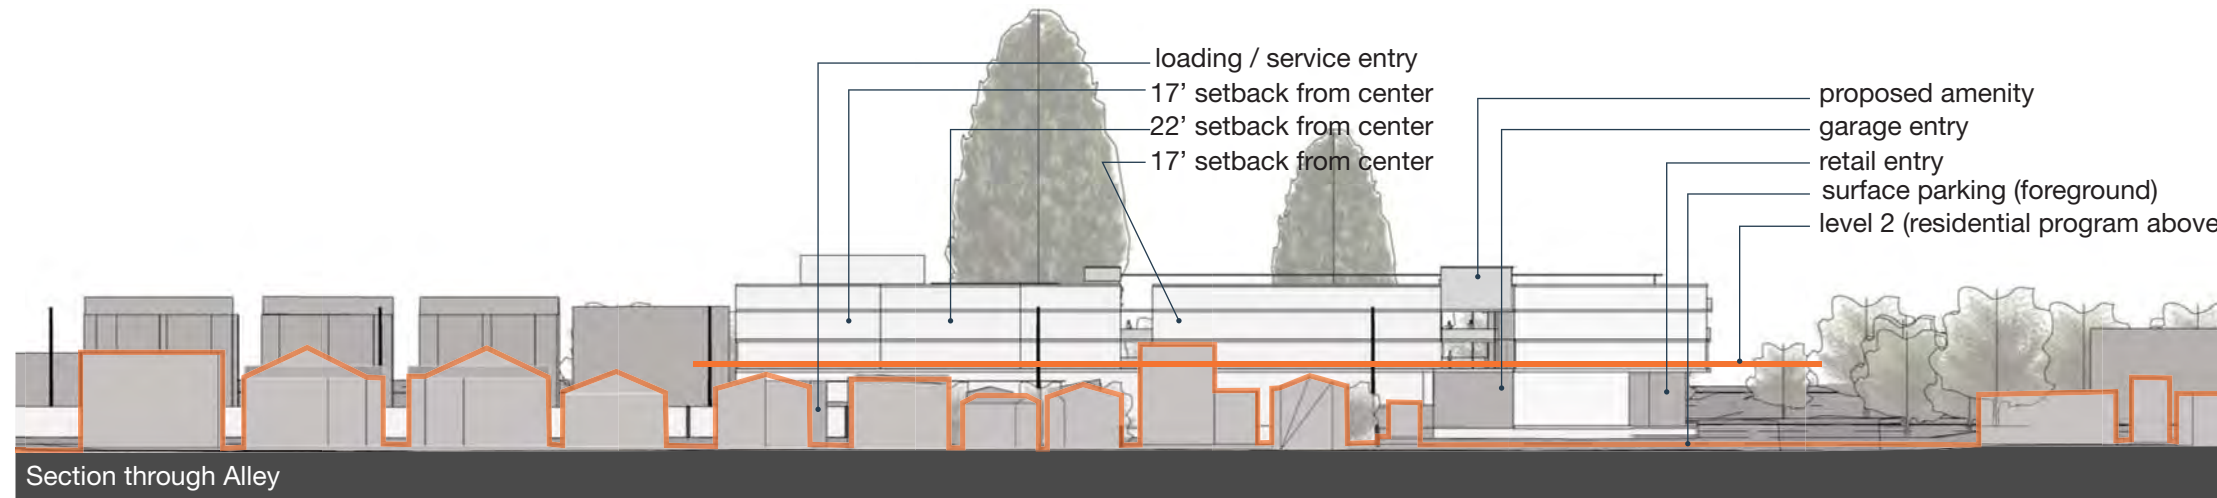 loading / service entry
17’ setback from center
22’ setback from center
17’ setback from center
proposed amenity
garage entry
retail entry
surface parking (foreground)
level 2 (residential program above
Section through Alley